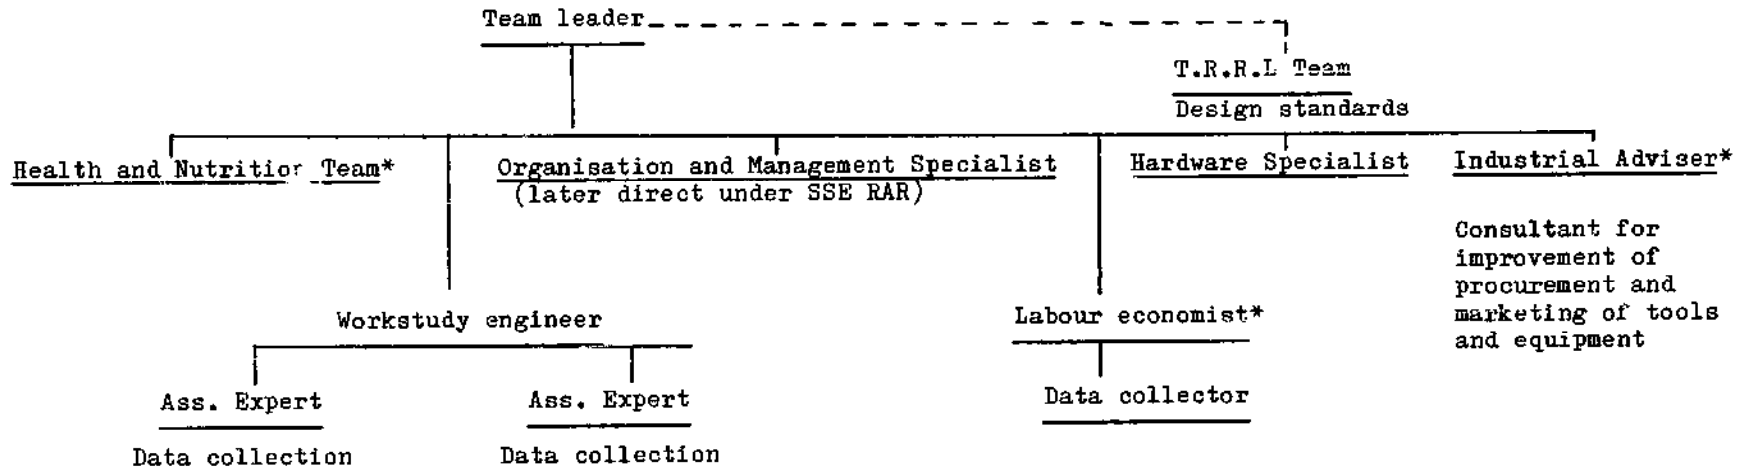 Team leader
T.R.R.L Team
Design standards
Health and Nutrition Team*
Organisation and Management Specialist
(later direct under SSE RAR)
Hardware Specialist
Industrial Adviser*
Consultant for
improvement of
procurement and
marketing of tools
and equipment
Workstudy engineer
Labour economist*
Ass. Expert
Data collection
Ass. Expert
Data collection
Data collector